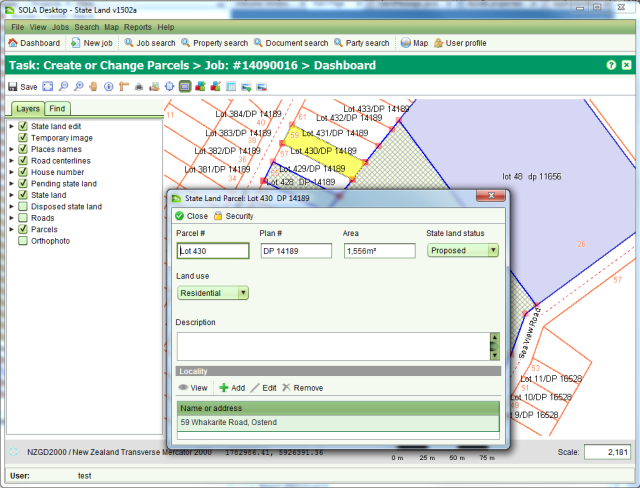 SOLA Desktop - State Land v1502a
File View Jobs Search Map Reports Help
Dashboard New job Job search Property search Document search Party search Map User profile
Task: Create or Change Parcels > Job: #14090016 > Dashboard
Save
Layers Find
State land edit
Temporary image
Places names
Road centerlines
House number
Pending state land
State land
Disposed state land
Roads
Parcels
Orthophoto
11
Lot 384/DP 14189
Lot 383/DP 14189
Lot 382/DP 14189
Lot 381/DP 14189
40
38
36
34
61
59
57
55
Lot 433/DP 14189
Lot 432/DP 14189
Lot 431/DP 14189
Lot 430/DP 14189
Lot 429/DP 14189
Lot 428 DP 14189
lot 48 dp 11656
26
57
Sea View Road
53
51
49
Lot 11/DP 16528
Lot 10/DP 16528
9/DP 16528
State Land Parcel: Lot 430 DP 14189
Close Security
Parcel # Plan # Area State land status
Lot 430 DP 14189 1,556m² Proposed
Land use
Residential
Description
Locality
View Add Edit Remove
Name or address
59 Whakarite Road, Ostend
NZGD2000 / New Zealand Transverse Mercator 2000 1782986.41, 5926391.36
0 m 25 m 50 m 75 m
Scale: 2,181
User: test